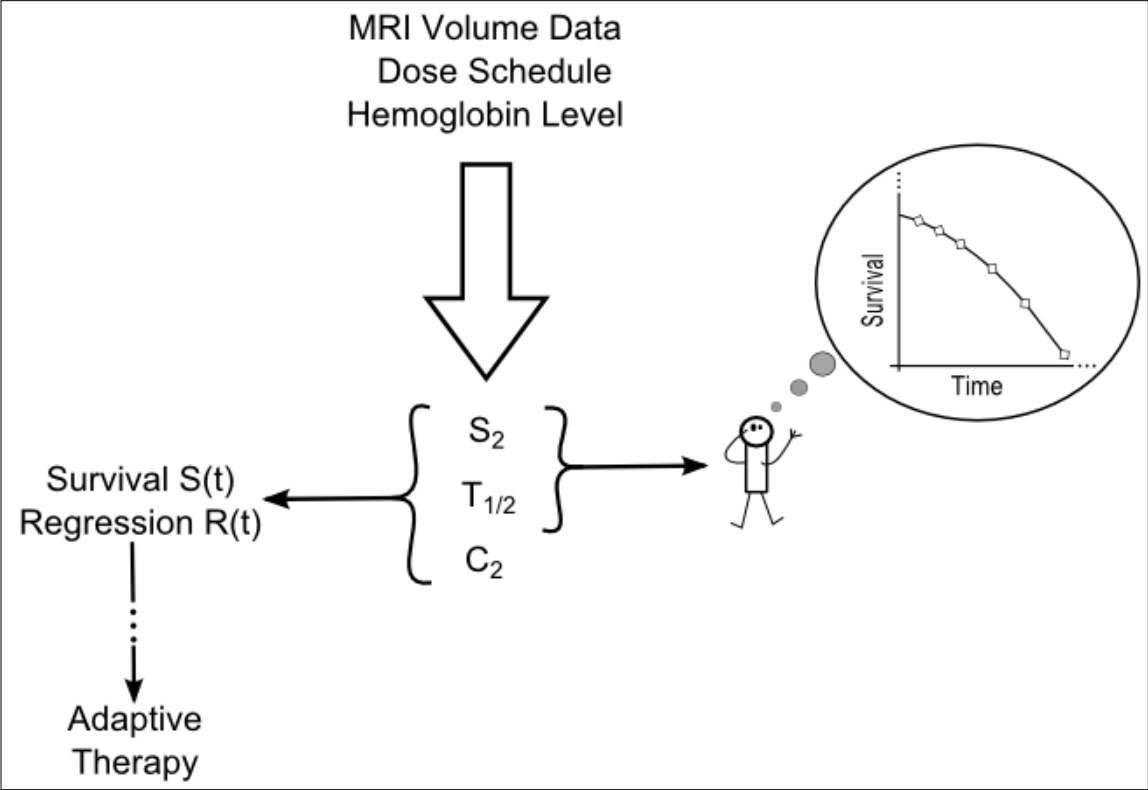 MRI Volume Data
Dose Schedule
Hemoglobin Level
Survival
Time
S₂
T₁/₂
C₂
Survival S(t)
Regression R(t)
Adaptive
Therapy